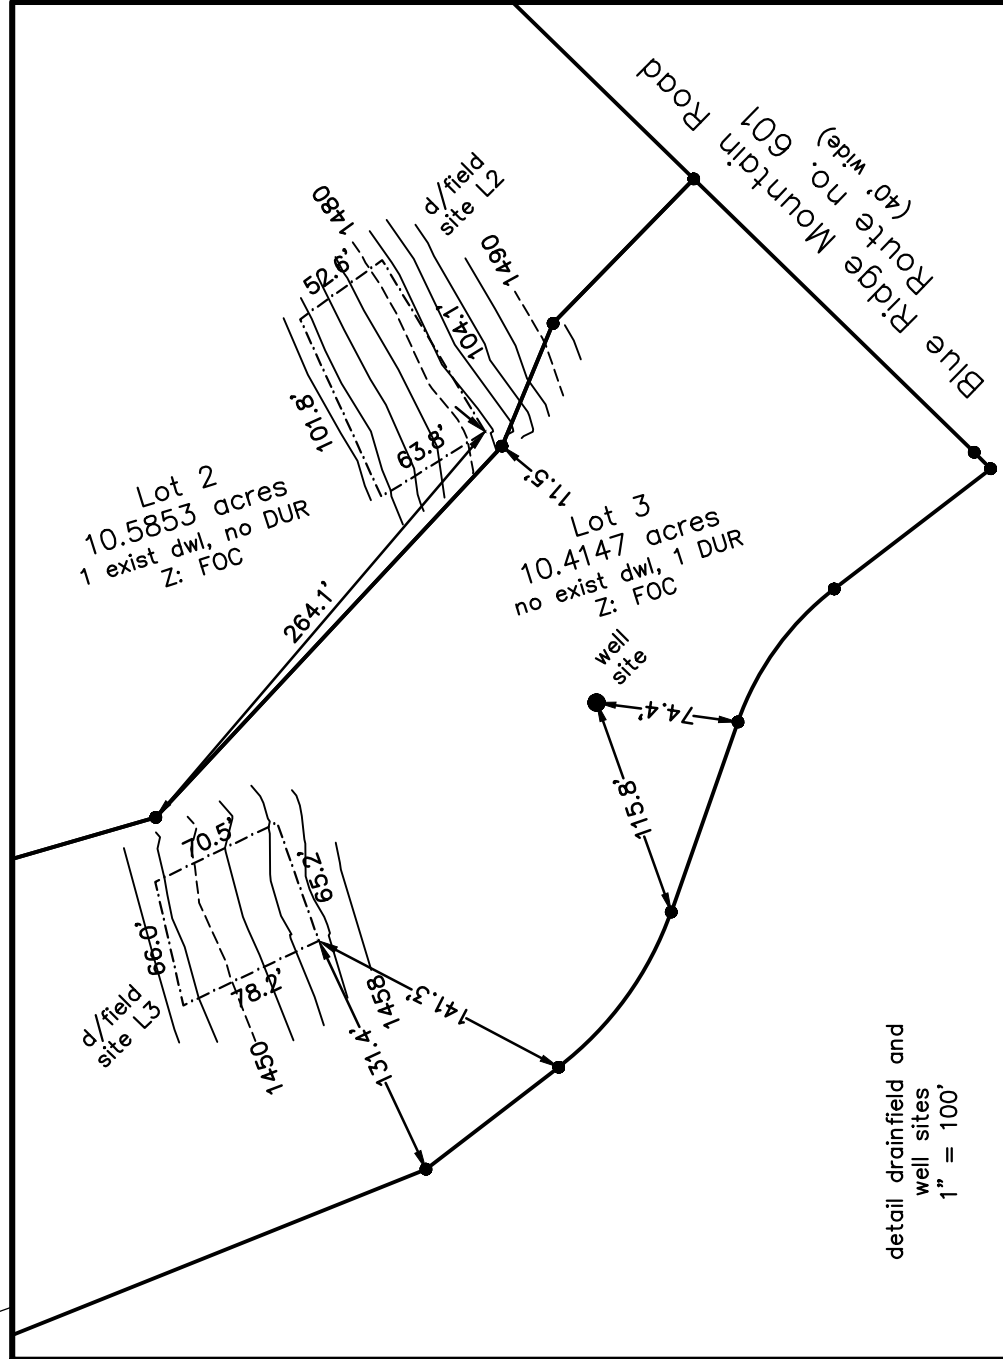 Blue Ridge Mountain Road
Route no. 601
(40' wide)
1480
52.6'
d/field
site L2
1490
104.1'
101.8'
63.8'
11.5'
Lot 2
10.5853 acres
1 exist dwl, no DUR
Z: FOC
264.1'
Lot 3
10.4147 acres
no exist dwl, 1 DUR
Z: FOC
well
site
74.4'
115.8'
70.5'
65.2'
66.0'
78.2'
d/field
site L3
1450
1458
131.4'
141.3'
detail drainfield and
well sites
1" = 100'